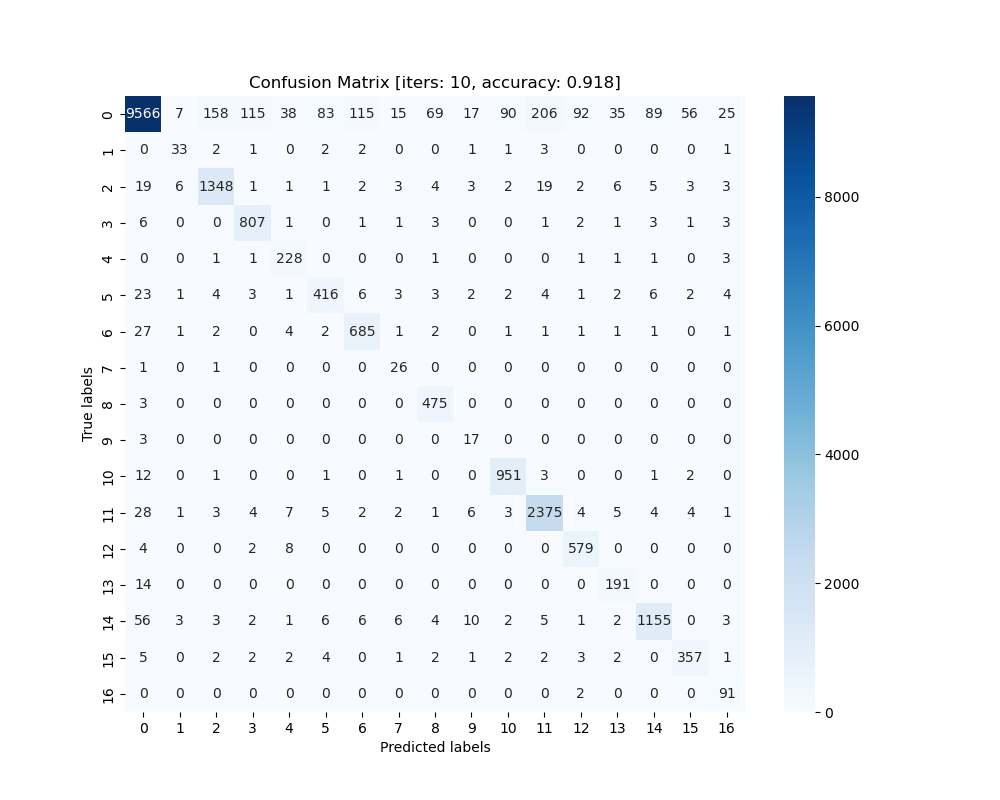 Confusion Matrix [iters: 10, accuracy: 0.918]
0 9566 7 158 115 38 83 115 15 69 17 90 206 92 35 89 56 25
1 0 33 2 1 0 2 2 0 0 1 1 3 0 0 0 0 1
2 19 6 1348 1 1 1 2 3 4 3 2 19 2 6 5 3 3
3 6 0 0 807 1 0 1 1 3 0 0 1 2 1 3 1 3
4 0 0 1 1 228 0 0 0 1 0 0 0 1 1 1 0 3
5 23 1 4 3 1 416 6 3 3 2 2 4 1 2 6 2 4
6 27 1 2 0 4 2 685 1 2 0 1 1 1 1 1 0 1
7 1 0 1 0 0 0 0 26 0 0 0 0 0 0 0 0 0
8 3 0 0 0 0 0 0 0 475 0 0 0 0 0 0 0 0
9 3 0 0 0 0 0 0 0 0 17 0 0 0 0 0 0 0
10 12 0 1 0 0 1 0 1 0 0 951 3 0 0 1 2 0
11 28 1 3 4 7 5 2 2 1 6 3 2375 4 5 4 4 1
12 4 0 0 2 8 0 0 0 0 0 0 0 579 0 0 0 0
13 14 0 0 0 0 0 0 0 0 0 0 0 0 191 0 0 0
14 56 3 3 2 1 6 6 6 4 10 2 5 1 2 1155 0 3
15 5 0 2 2 2 4 0 1 2 1 2 2 3 2 0 357 1
16 0 0 0 0 0 0 0 0 0 0 0 0 2 0 0 0 91
0 1 2 3 4 5 6 7 8 9 10 11 12 13 14 15 16
Predicted labels
True labels
8000
6000
4000
2000
0